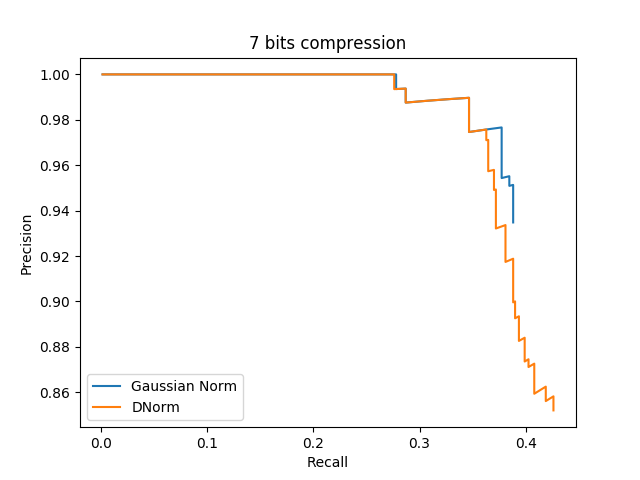 7 bits compression
1.00
0.98
0.96
0.94
0.92
0.90
0.88
0.86
Precision
Gaussian Norm
DNorm
0.0 0.1 0.2 0.3 0.4
Recall